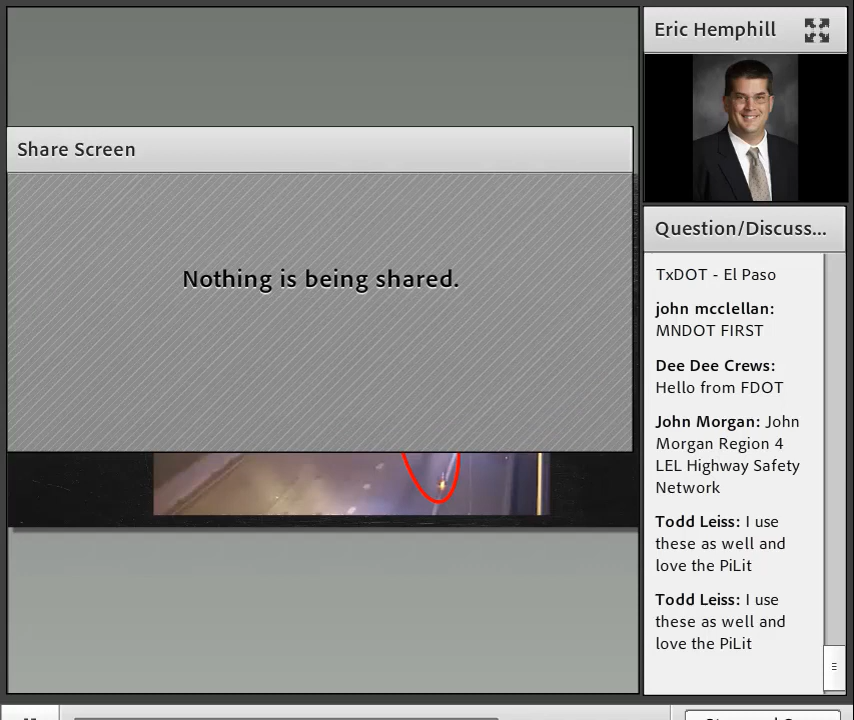 Share Screen
Nothing is being shared.
Eric Hemphill
Question/Discuss...
TxDOT - El Paso
john mcclellan:
MNDOT FIRST
Dee Dee Crews:
Hello from FDOT
John Morgan: John
Morgan Region 4
LEL Highway Safety
Network
Todd Leiss: I use
these as well and
love the PiLit
Todd Leiss: I use
these as well and
love the PiLit